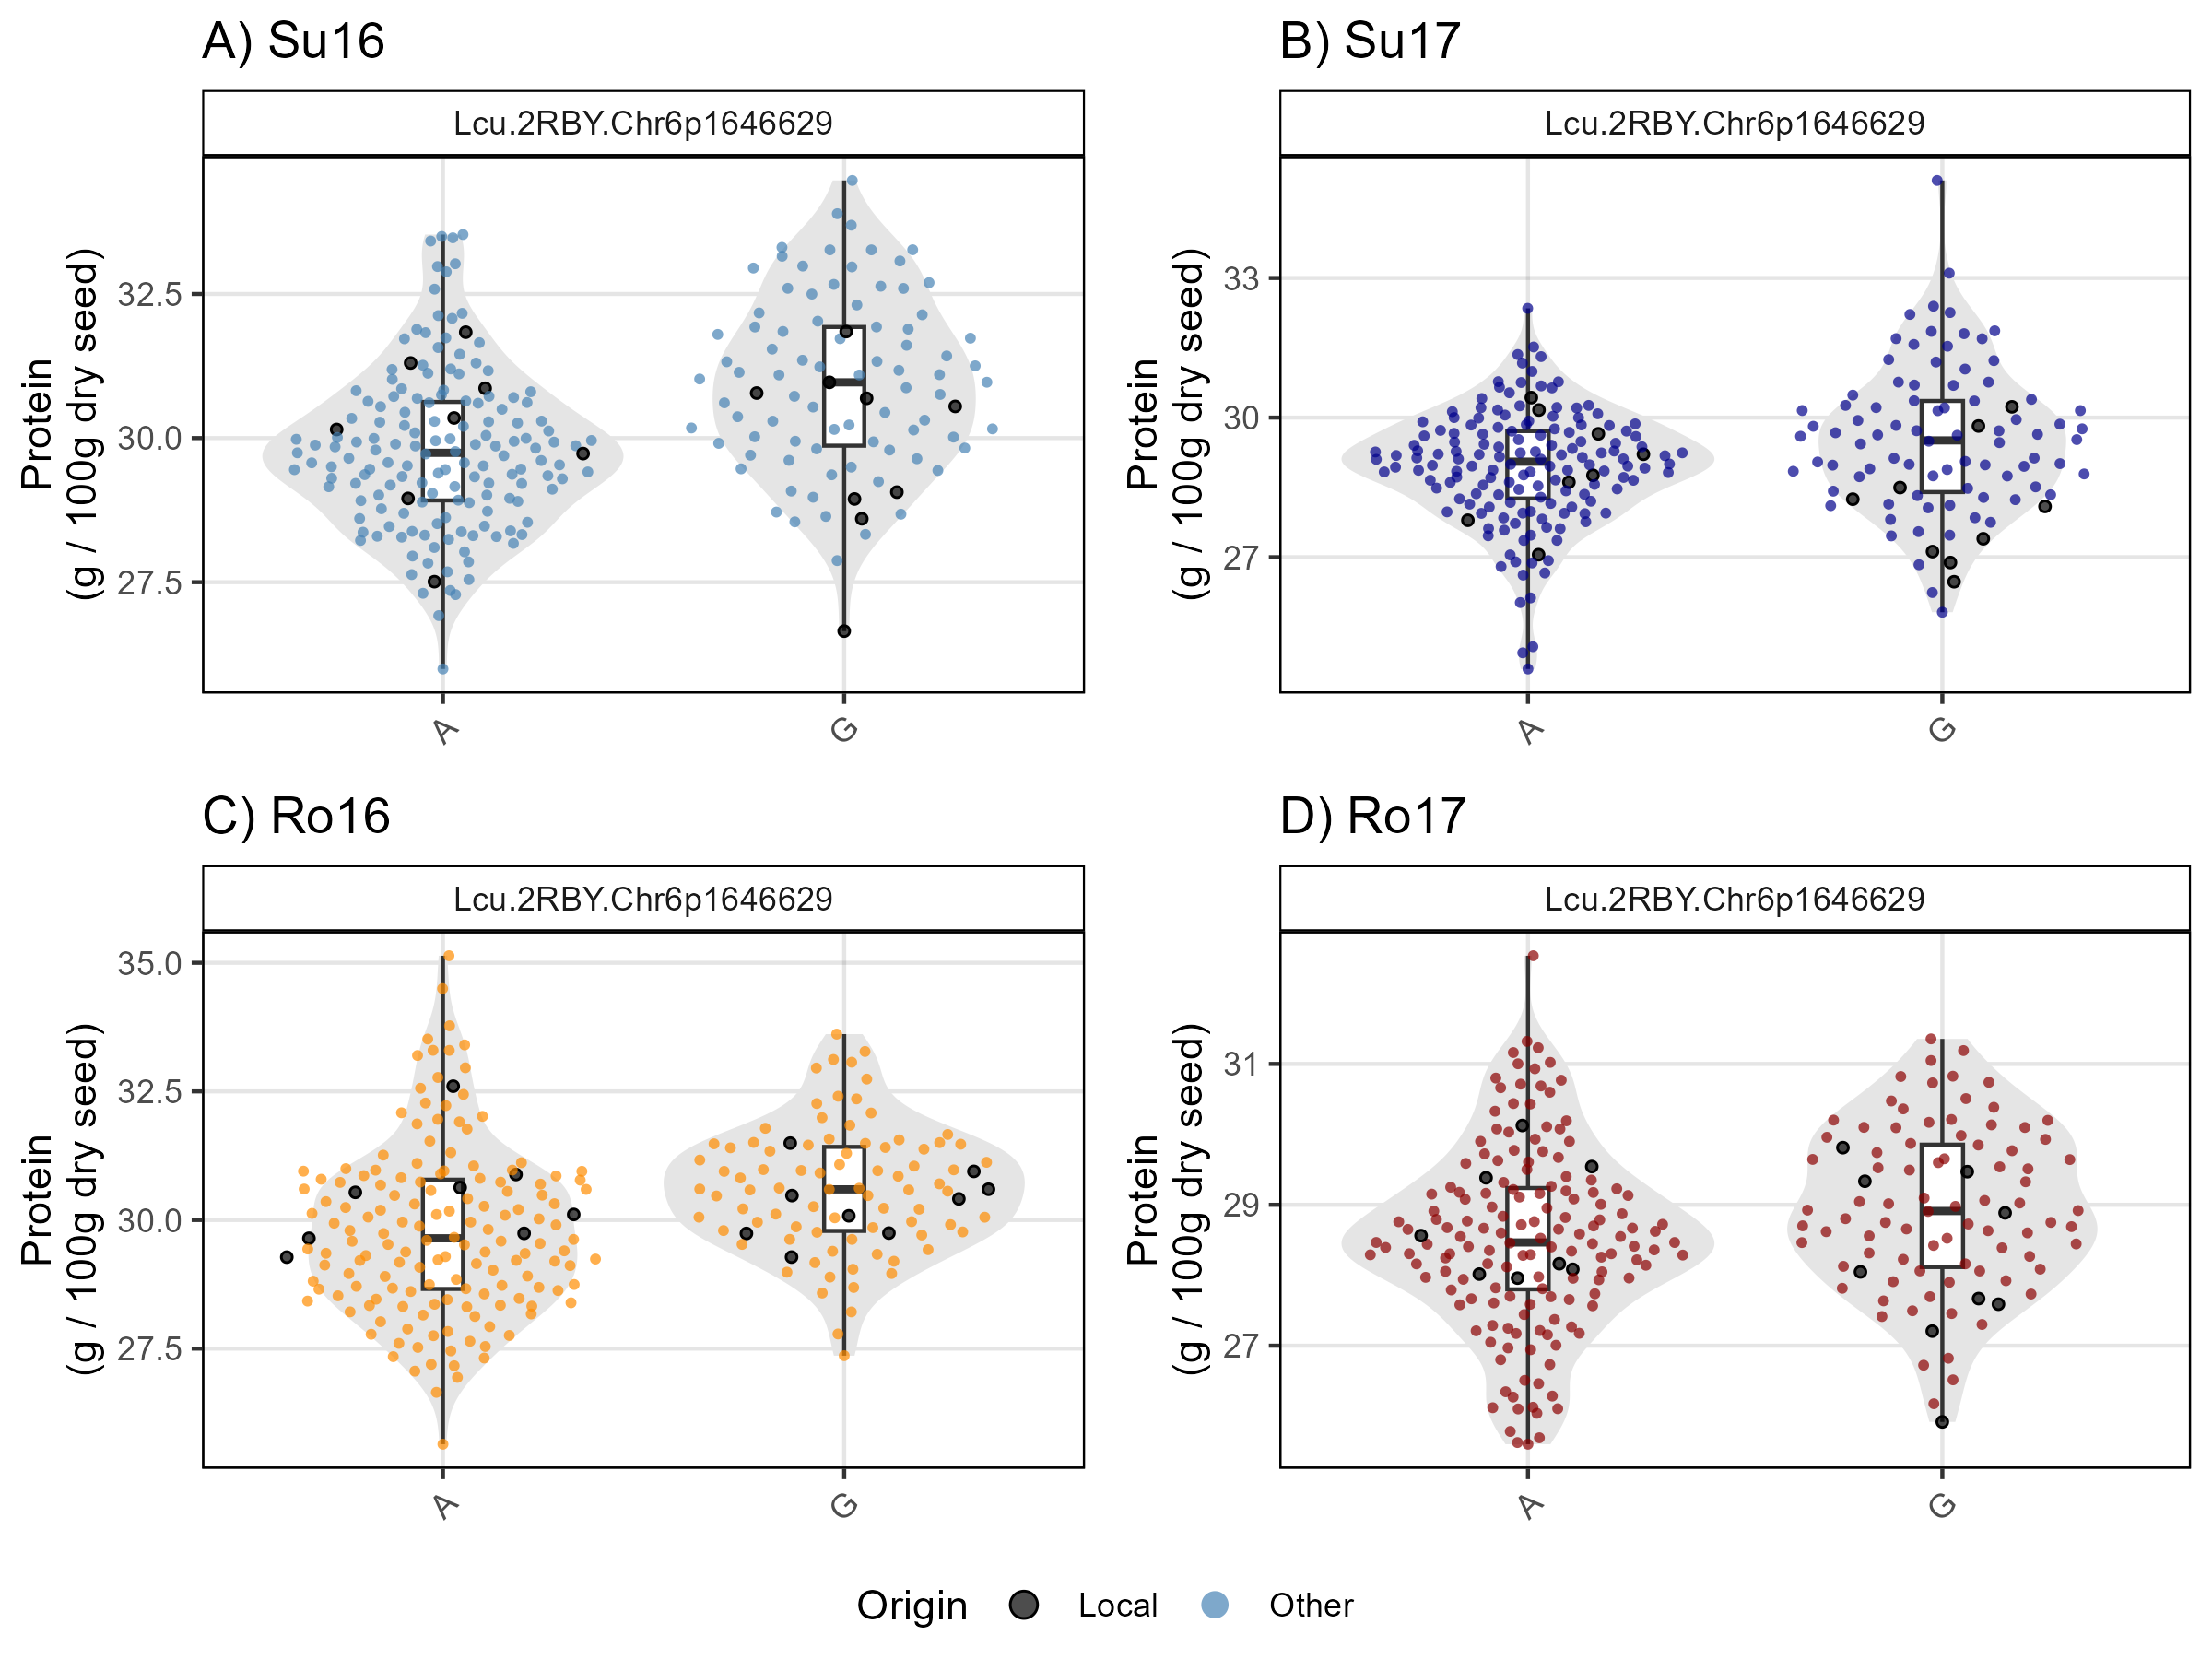 A) Su16
Lcu.2RBY.Chr6p1646629
Protein
(g / 100g dry seed)
32.5
30.0
27.5
A
G
B) Su17
Lcu.2RBY.Chr6p1646629
Protein
(g / 100g dry seed)
33
30
27
A
G
C) Ro16
Lcu.2RBY.Chr6p1646629
Protein
(g / 100g dry seed)
35.0
32.5
30.0
27.5
A
G
D) Ro17
Lcu.2RBY.Chr6p1646629
Protein
(g / 100g dry seed)
31
29
27
A
G
Origin Local Other